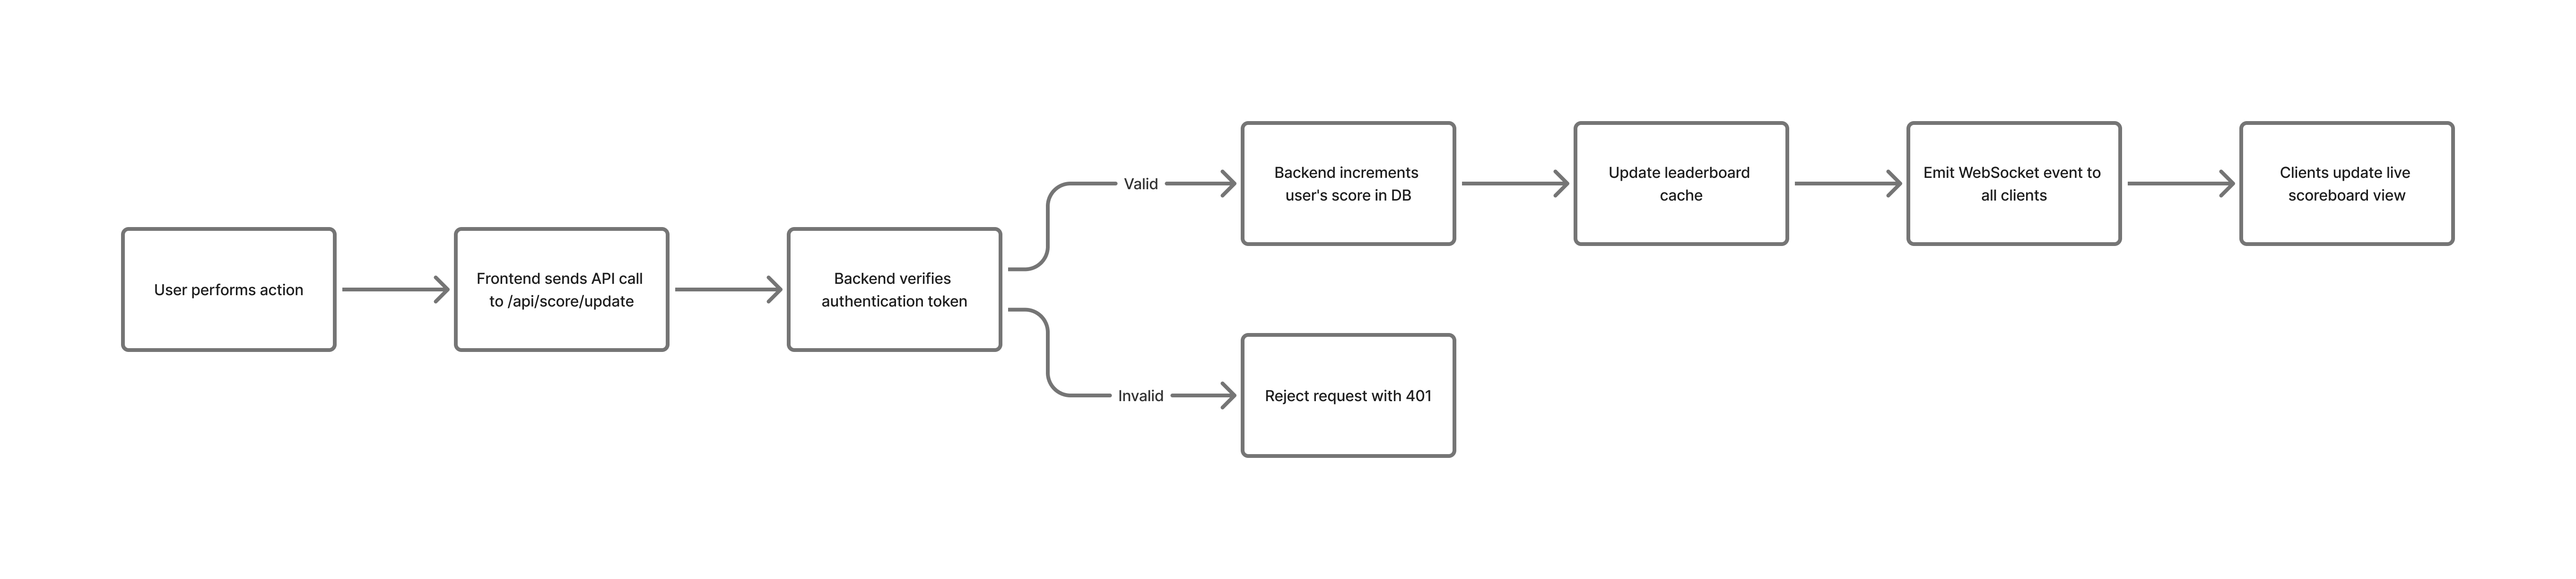 User performs action
Frontend sends API call
to /api/score/update
Backend verifies
authentication token
Valid
Backend increments
user's score in DB
Update leaderboard
cache
Emit WebSocket event to
all clients
Clients update live
scoreboard view
Invalid
Reject request with 401